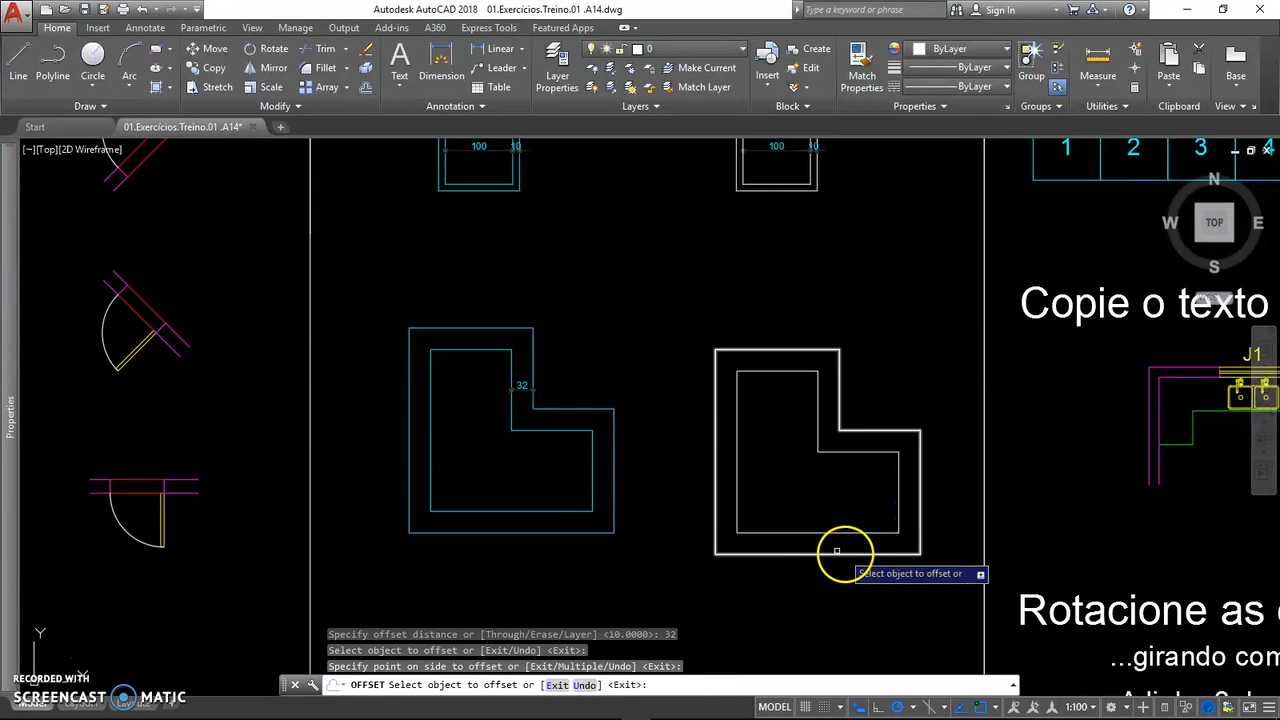 Autodesk AutoCAD 2018   01.Exercícios.Treino.01 .A14.dwg
Type a keyword or phrase
Sign In
Home Insert Annotate Parametric View Manage Output Add-ins A360 Express Tools Featured Apps
Line Polyline Circle Arc
Move Rotate Trim
Copy Mirror Fillet
Stretch Scale Array
Text Dimension
Linear
Leader
Table
Layer Properties
0
Make Current
Match Layer
Insert
Create
Edit
Match Properties
ByLayer
ByLayer
ByLayer
Group
Measure
Paste
Base
Draw Modify Annotation Layers Block Properties Groups Utilities Clipboard View
Start 01.Exercícios.Treino.01 .A14*
[−][Top][2D Wireframe]
100 10
100 10
1 2 3 4
N
W TOP E
S
Copie o texto
J1
32
Properties
Select object to offset or
Rotacione as
...girando com
Y
Specify offset distance or [Through/Erase/Layer] <10.0000>: 32
Select object to offset or [Exit/Undo] <Exit>:
Specify point on side to offset or [Exit/Multiple/Undo] <Exit>:
OFFSET Select object to offset or [Exit Undo] <Exit>:
RECORDED WITH
SCREENCAST MATIC
MODEL
1:100